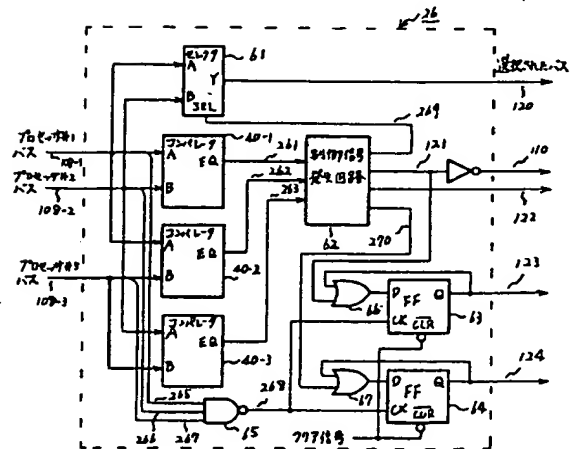 26
セレクタ
61
A
Y
B
SEL
選択されたバス
120
プロセッサ#1
バス
108-1
プロセッサ#2
バス
108-2
プロセッサ#3
バス
108-3
コンパレータ
40-1
A
EQ
B
261
262
263
269
制御信号
発生回路
62
121
110
122
270
コンパレータ
A
EQ
B
40-2
コンパレータ
A
EQ
B
40-3
66
D
FF
Q
CK
CLR
63
123
265
266
267
65
268
67
D
FF
Q
CK
CLR
64
124
クリア信号